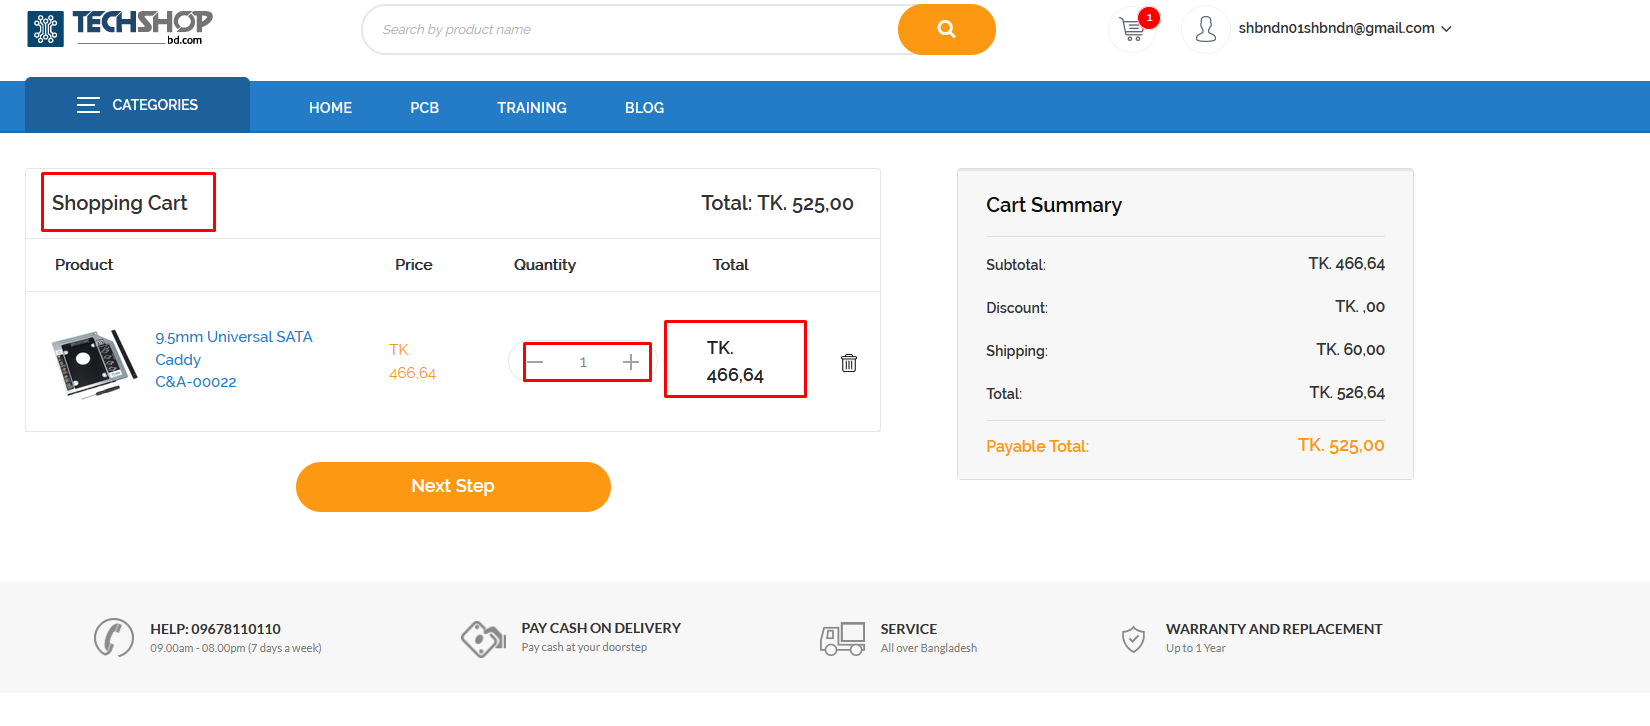 TECHSHOP
bd.com
Search by product name
1
shbndn01shbndn@gmail.com
CATEGORIES
HOME
PCB
TRAINING
BLOG
Shopping Cart
Total: TK. 525,00
Product
Price
Quantity
Total
9.5mm Universal SATA
Caddy
C&A-00022
TK.
466,64
1
TK.
466,64
Next Step
Cart Summary
Subtotal:
TK. 466,64
Discount:
TK. ,00
Shipping:
TK. 60,00
Total:
TK. 526,64
Payable Total:
TK. 525,00
HELP: 09678110110
09.00am - 08.00pm (7 days a week)
PAY CASH ON DELIVERY
Pay cash at your doorstep
SERVICE
All over Bangladesh
WARRANTY AND REPLACEMENT
Up to 1 Year